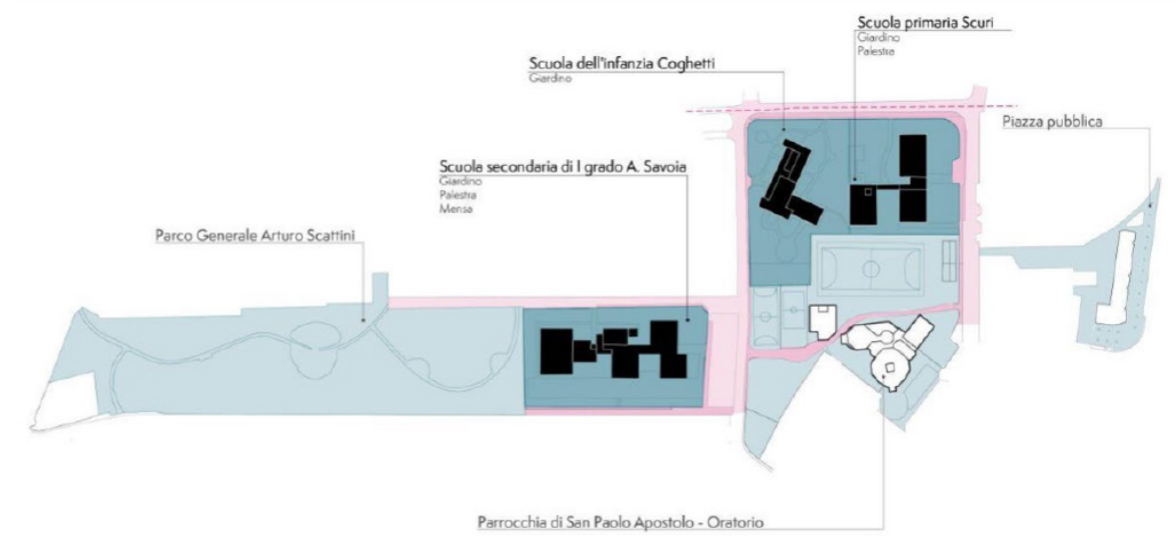 Scuola primaria Scuri
Giardino
Palestra
Scuola dell'infanzia Coghetti
Giardino
Piazza pubblica
Scuola secondaria di I grado A. Savoia
Giardino
Palestra
Mensa
Parco Generale Arturo Scattini
Parrocchia di San Paolo Apostolo - Oratorio